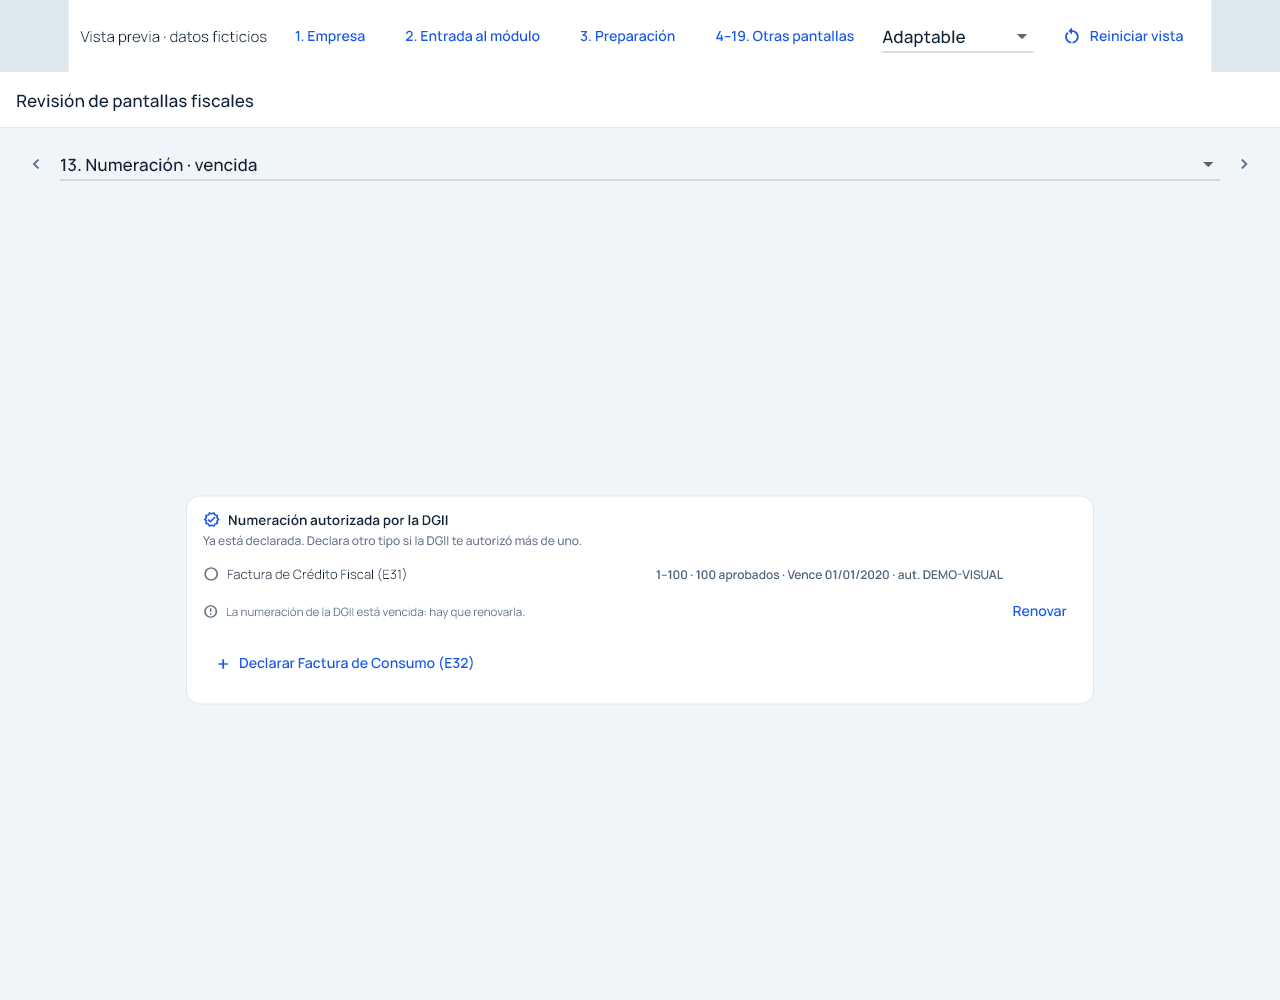 Vista previa · datos ficticios 1. Empresa 2. Entrada al módulo 3. Preparación 4–19. Otras pantallas Adaptable Reiniciar vista
Revisión de pantallas fiscales
13. Numeración · vencida
Numeración autorizada por la DGII
Ya está declarada. Declara otro tipo si la DGII te autorizó más de uno.
Factura de Crédito Fiscal (E31) 1–100 · 100 aprobados · Vence 01/01/2020 · aut. DEMO-VISUAL
La numeración de la DGII está vencida: hay que renovarla. Renovar
Declarar Factura de Consumo (E32)